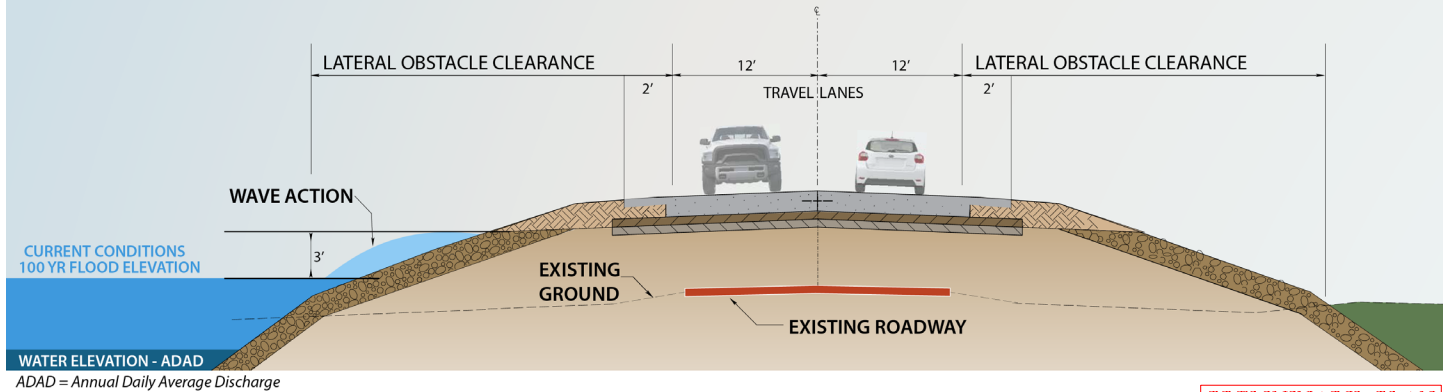 ℄
LATERAL OBSTACLE CLEARANCE
12'
12'
LATERAL OBSTACLE CLEARANCE
2'
TRAVEL LANES
2'
WAVE ACTION
CURRENT CONDITIONS
100 YR FLOOD ELEVATION
3'
EXISTING
GROUND
EXISTING ROADWAY
WATER ELEVATION - ADAD
ADAD = Annual Daily Average Discharge